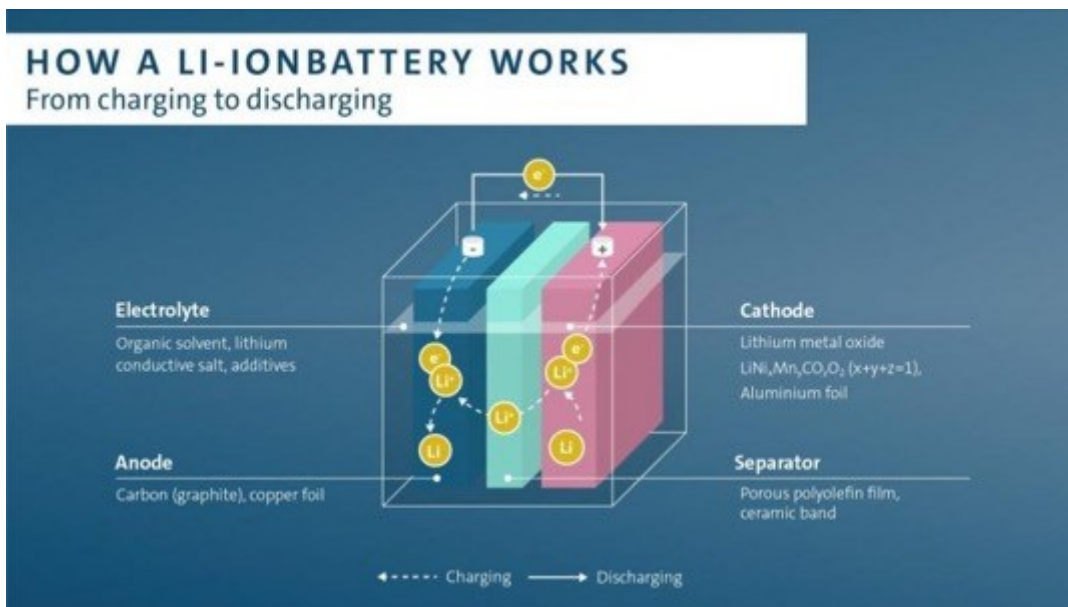 HOW A LI-IONBATTERY WORKS
From charging to discharging
e⁻
-
+
Electrolyte
Organic solvent, lithium
conductive salt, additives
Cathode
Lithium metal oxide
LiNiₓMnᵧCO₂O₂ (x+y+z=1),
Aluminium foil
e⁻
Li⁺
e⁻
Li⁺
Li⁺
Li
Li
Anode
Carbon (graphite), copper foil
Separator
Porous polyolefin film,
ceramic band
Charging
Discharging